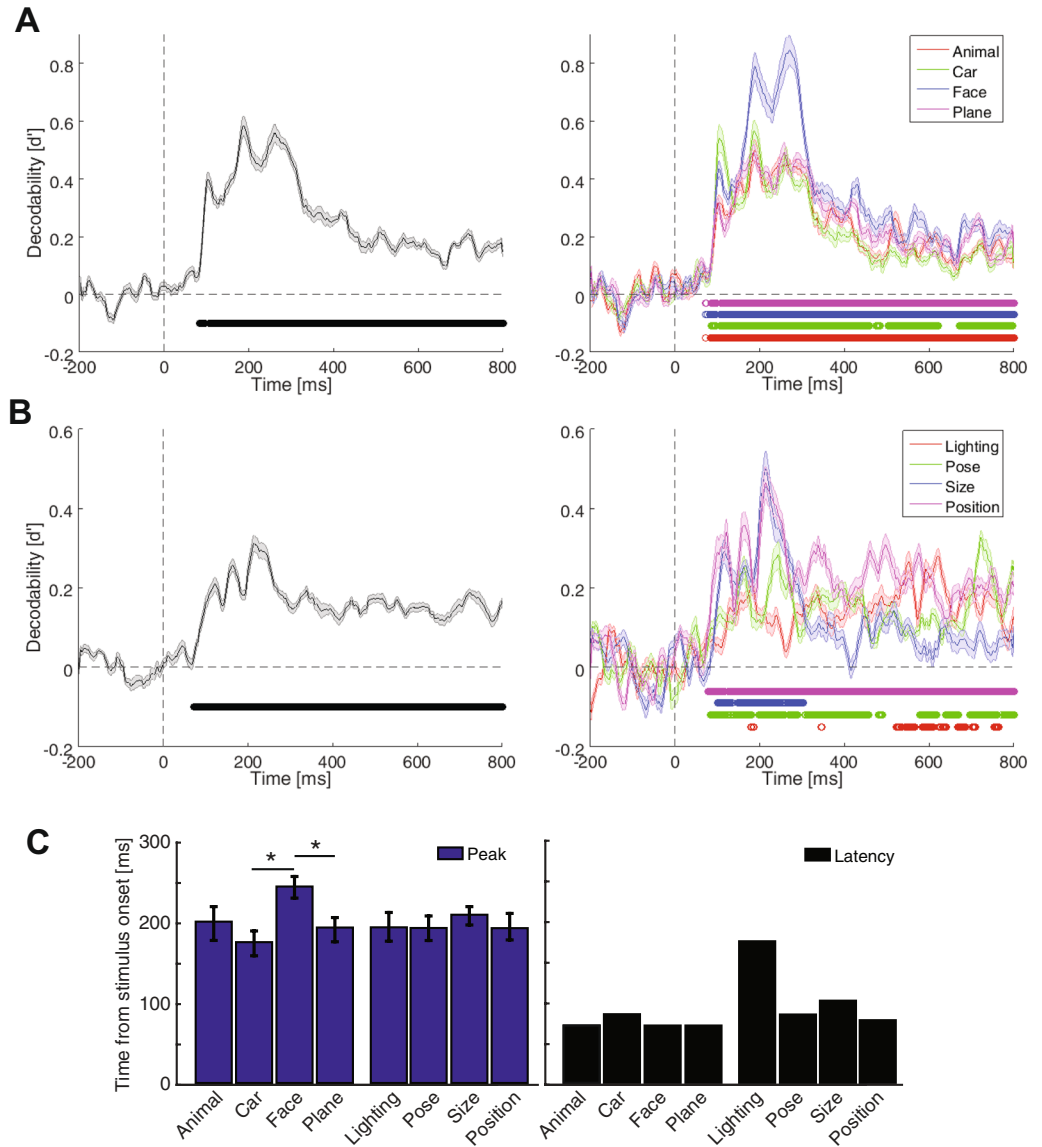 A
Decodability [d']
0.8
0.6
0.4
0.2
0
-0.2
-200 0 200 400 600 800
Time [ms]
0.8
0.6
0.4
0.2
0
-0.2
-200 0 200 400 600 800
Time [ms]
Animal
Car
Face
Plane
B
Decodability [d']
0.6
0.4
0.2
0
-0.2
-200 0 200 400 600 800
Time [ms]
0.6
0.4
0.2
0
-0.2
-200 0 200 400 600 800
Time [ms]
Lighting
Pose
Size
Position
C
Time from stimulus onset [ms]
300
200
100
0
* *
Peak
Animal Car Face Plane Lighting Pose Size Position
Latency
Animal Car Face Plane Lighting Pose Size Position